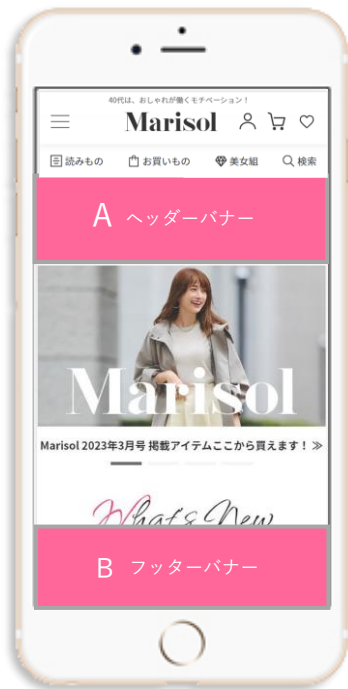 40代は、おしゃれが働くモチベーション！
Marisol
読みもの お買いもの 美女組 検索
A ヘッダーバナー
Marisol
Marisol 2023年3月号 掲載アイテムここから買えます！ ≫
What's New
B フッターバナー